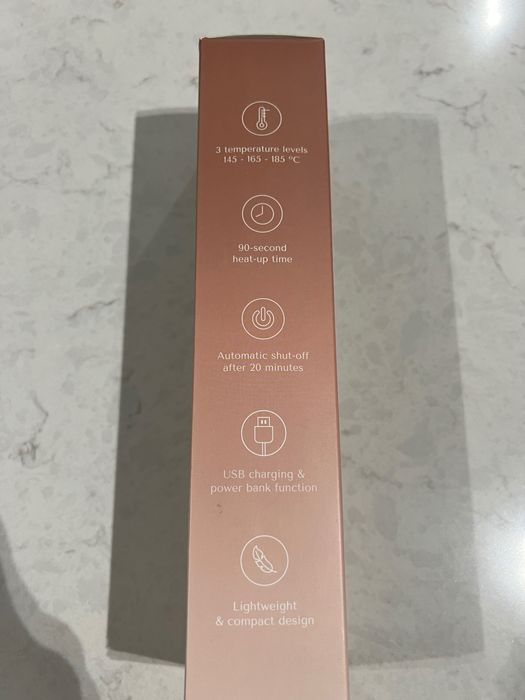 3 temperature levels
145 - 165 - 185 ºC
90-second
heat-up time
Automatic shut-off
after 20 minutes
USB charging &
power bank function
Lightweight
& compact design